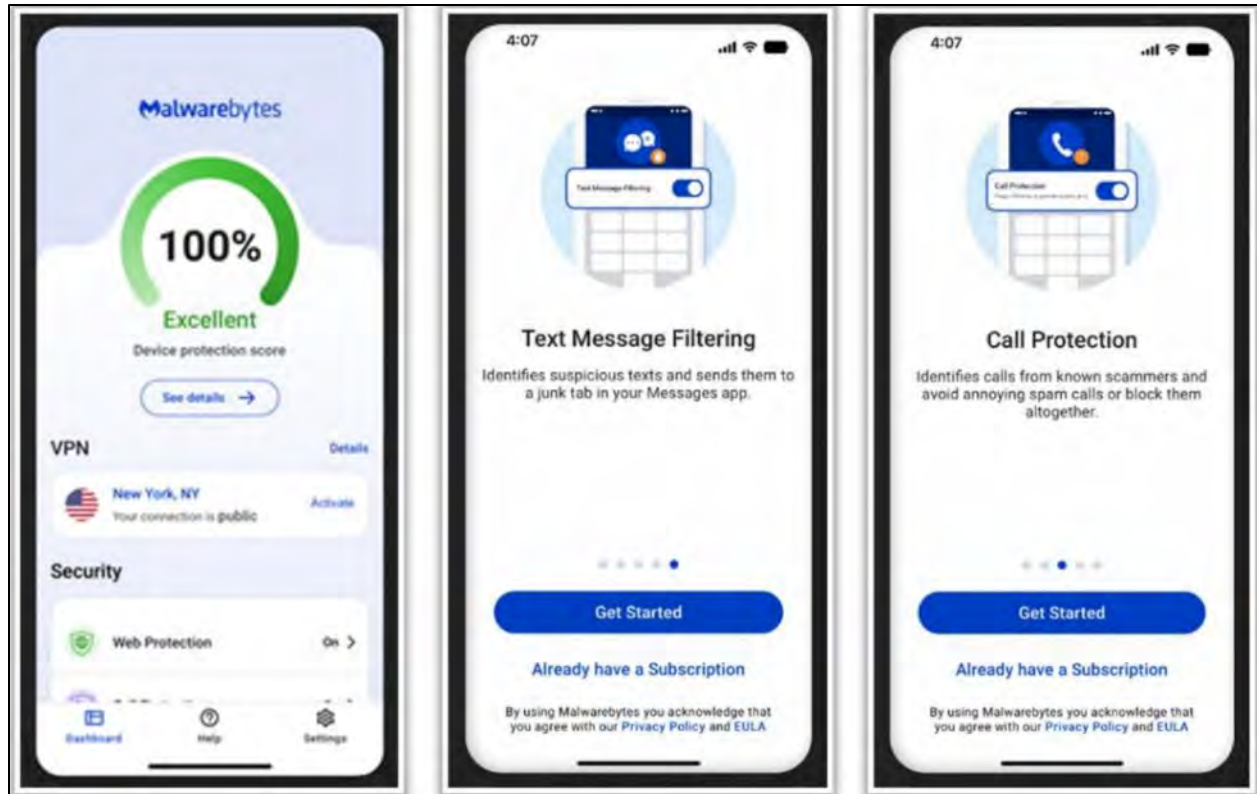 Malwarebytes
100%
Excellent
Device protection score
See details →
VPN
Details
New York, NY
Your connection is public
Activate
Security
Web Protection
On
Dashboard
Help
Settings
4:07
Text Message Filtering
Text Message Filtering
Identifies suspicious texts and sends them to
a junk tab in your Messages app.
Get Started
Already have a Subscription
By using Malwarebytes you acknowledge that
you agree with our Privacy Policy and EULA
4:07
Call Protection
Call Protection
Identifies calls from known scammers and
avoid annoying spam calls or block them
altogether.
Get Started
Already have a Subscription
By using Malwarebytes you acknowledge that
you agree with our Privacy Policy and EULA